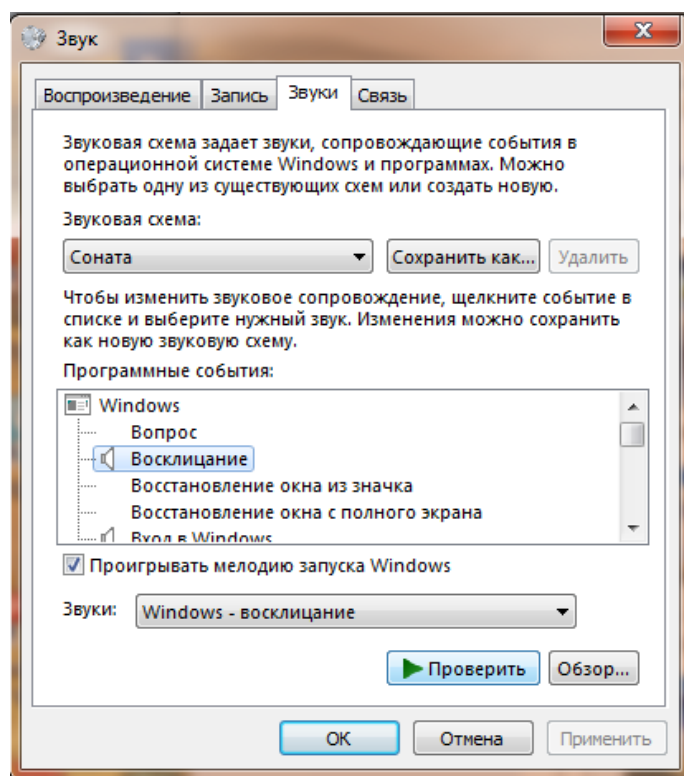 Звук
Воспроизведение Запись Звуки Связь
Звуковая схема задает звуки, сопровождающие события в
операционной системе Windows и программах. Можно
выбрать одну из существующих схем или создать новую.
Звуковая схема:
Соната Сохранить как... Удалить
Чтобы изменить звуковое сопровождение, щелкните событие в
списке и выберите нужный звук. Изменения можно сохранить
как новую звуковую схему.
Программные события:
Windows
Вопрос
Восклицание
Восстановление окна из значка
Восстановление окна с полного экрана
Вход в Windows
Проигрывать мелодию запуска Windows
Звуки: Windows - восклицание
Проверить Обзор...
ОК Отмена Применить